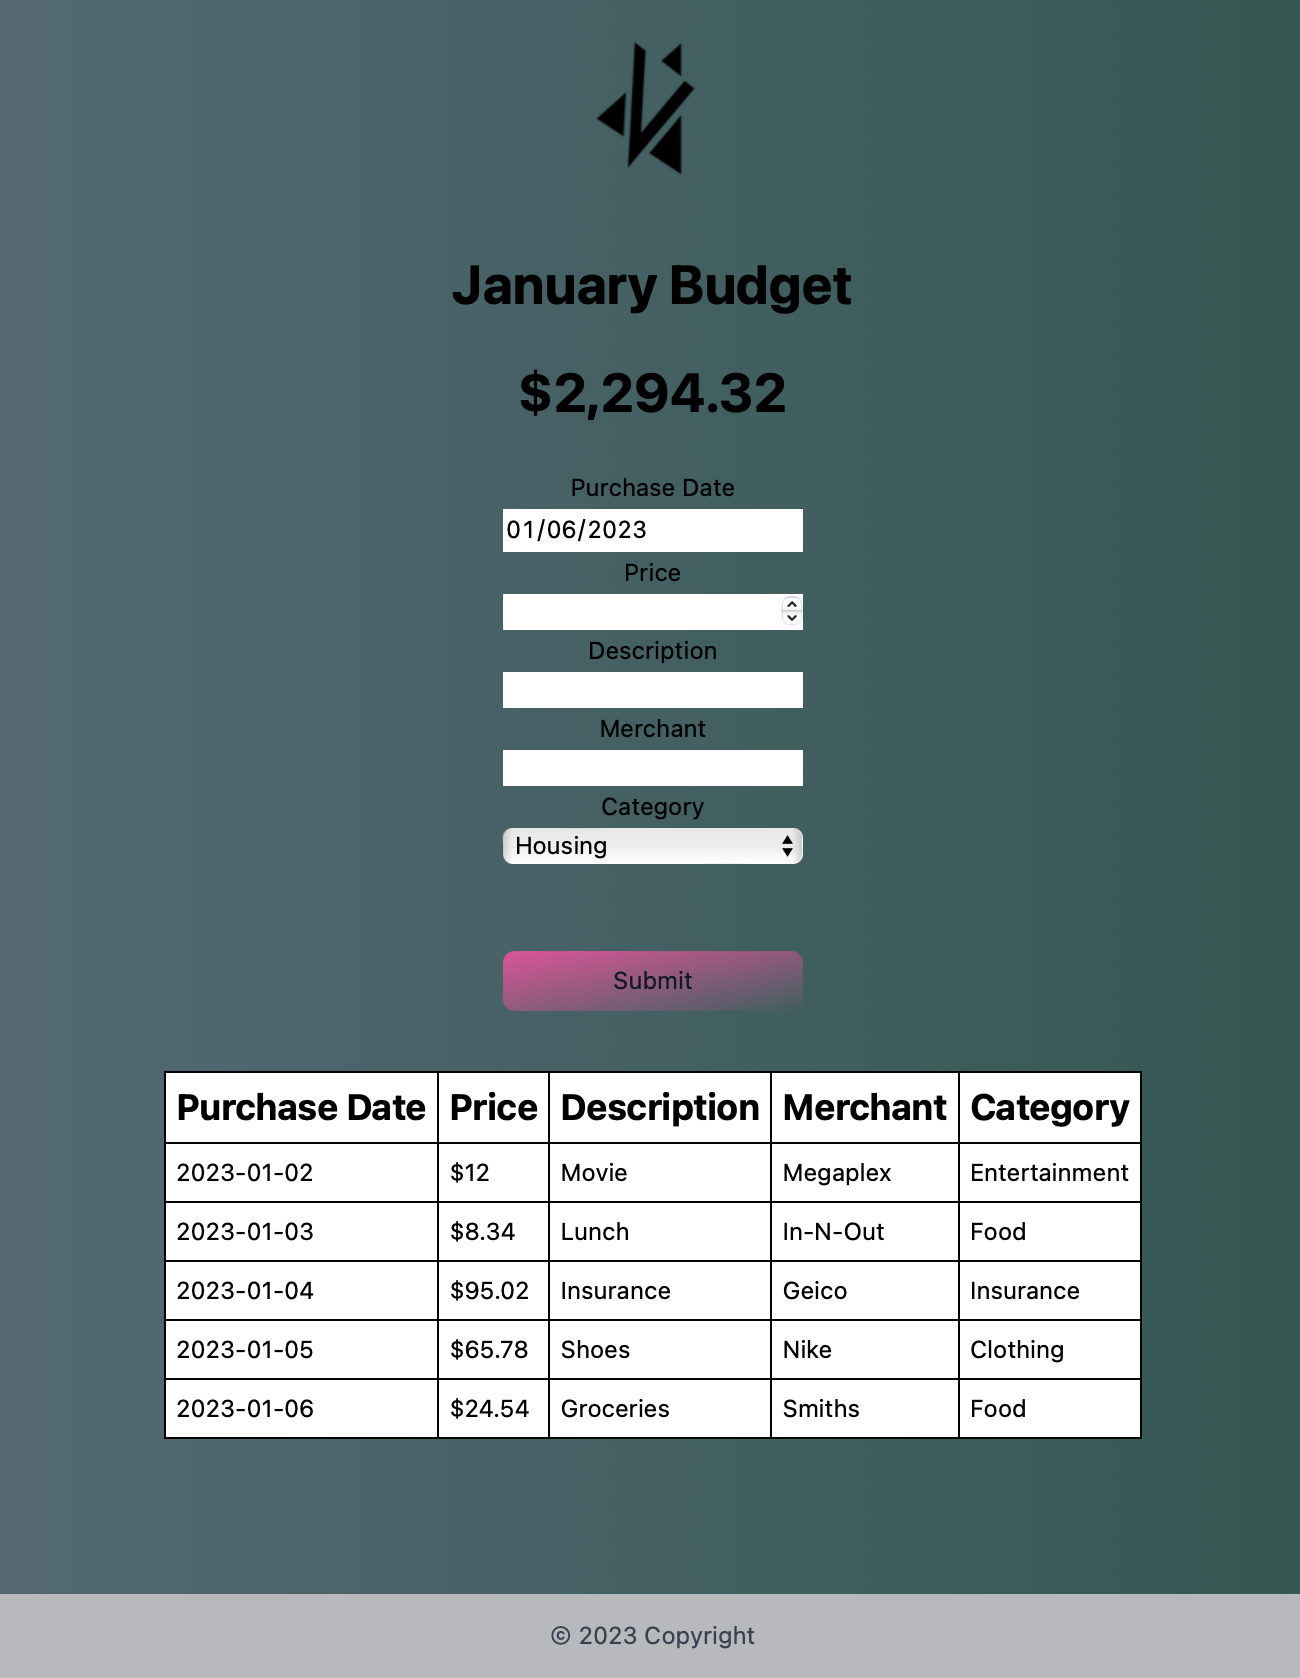 January Budget
$2,294.32
Purchase Date
01/06/2023
Price
Description
Merchant
Category
Housing
Submit
Purchase Date Price Description Merchant Category
2023-01-02 $12 Movie Megaplex Entertainment
2023-01-03 $8.34 Lunch In-N-Out Food
2023-01-04 $95.02 Insurance Geico Insurance
2023-01-05 $65.78 Shoes Nike Clothing
2023-01-06 $24.54 Groceries Smiths Food
© 2023 Copyright